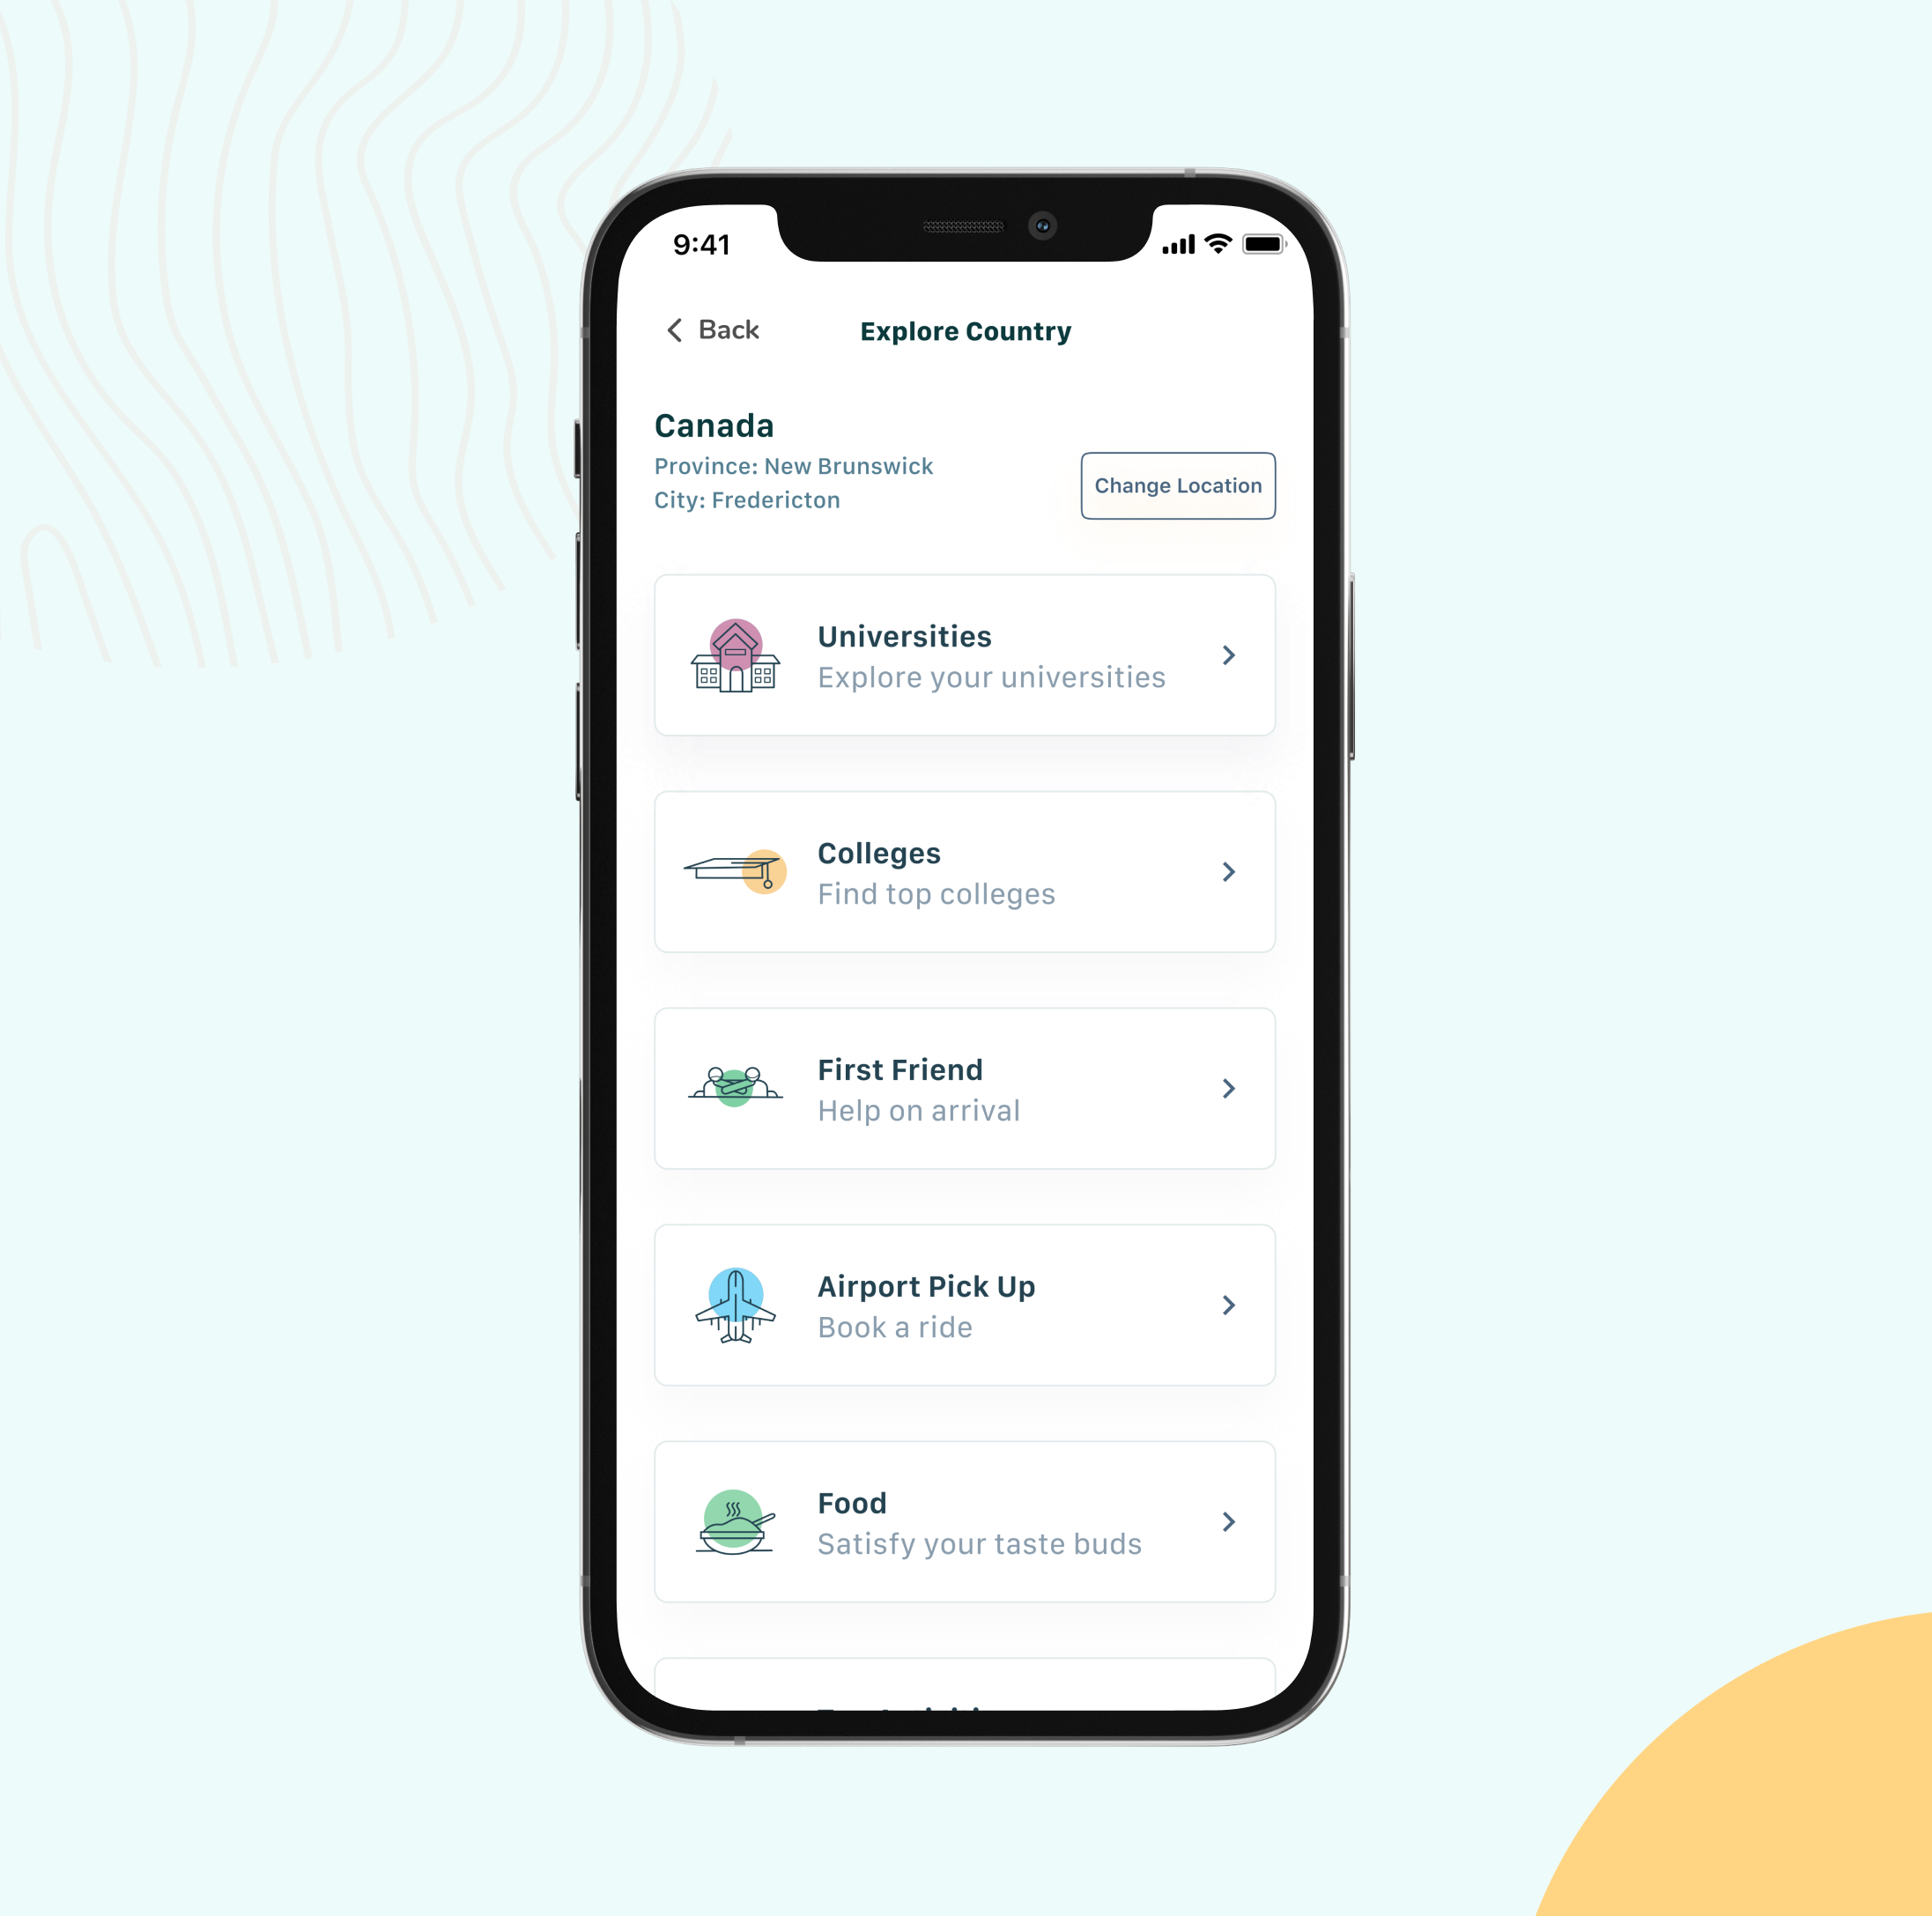 9:41
Back
Explore Country
Canada
Province: New Brunswick
City: Fredericton
Change Location
Universities
Explore your universities
Colleges
Find top colleges
First Friend
Help on arrival
Airport Pick Up
Book a ride
Food
Satisfy your taste buds